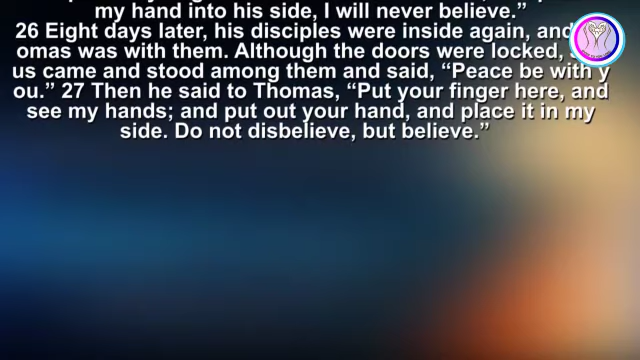 my hand into his side, I will never believe.”
26 Eight days later, his disciples were inside again, and
omas was with them. Although the doors were locked,
us came and stood among them and said, “Peace be with y
ou.” 27 Then he said to Thomas, “Put your finger here, and
see my hands; and put out your hand, and place it in my
side. Do not disbelieve, but believe.”